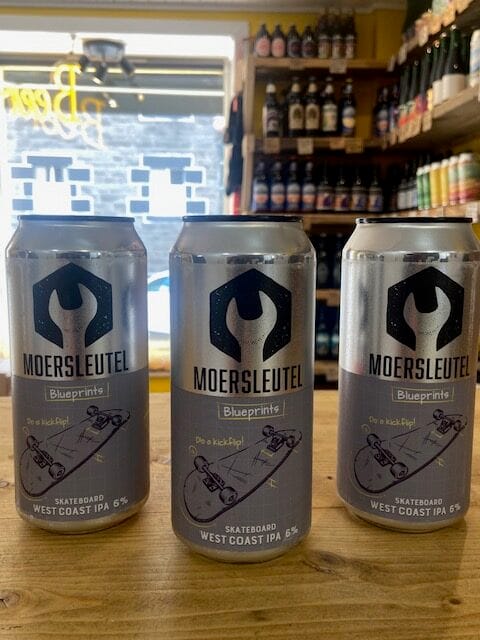 Beer
MOERSLEUTEL
Blueprints
Do a kickflip!
SKATEBOARD
WEST COAST IPA 6%
MOERSLEUTEL
Blueprints
Do a kickflip!
SKATEBOARD
WEST COAST IPA 6%
MOERSLEUTEL
Blueprints
Do a kickflip!
SKATEBOARD
WEST COAST IPA 6%